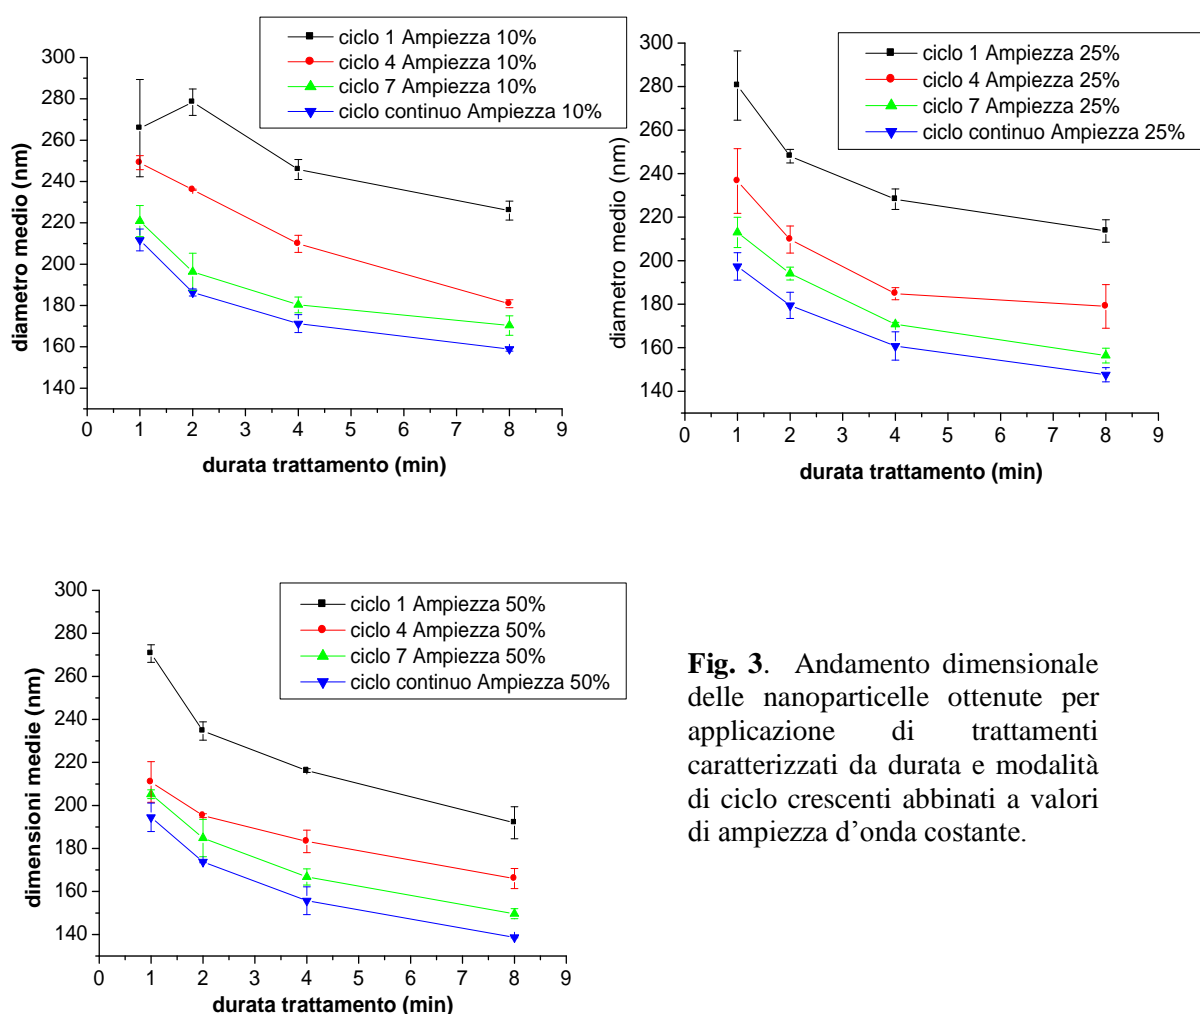 ciclo 1 Ampiezza 10%
ciclo 4 Ampiezza 10%
ciclo 7 Ampiezza 10%
ciclo continuo Ampiezza 10%
300
280
260
240
220
200
180
160
140
diametro medio (nm)
0 1 2 3 4 5 6 7 8 9
durata trattamento (min)
ciclo 1 Ampiezza 25%
ciclo 4 Ampiezza 25%
ciclo 7 Ampiezza 25%
ciclo continuo Ampiezza 25%
300
280
260
240
220
200
180
160
140
diametro medio (nm)
0 1 2 3 4 5 6 7 8 9
durata trattamento (min)
ciclo 1 Ampiezza 50%
ciclo 4 Ampiezza 50%
ciclo 7 Ampiezza 50%
ciclo continuo Ampiezza 50%
300
280
260
240
220
200
180
160
140
dimensioni medie (nm)
0 1 2 3 4 5 6 7 8 9
durata trattamento (min)
Fig. 3. Andamento dimensionale
delle nanoparticelle ottenute per
applicazione di trattamenti
caratterizzati da durata e modalità
di ciclo crescenti abbinati a valori
di ampiezza d'onda costante.